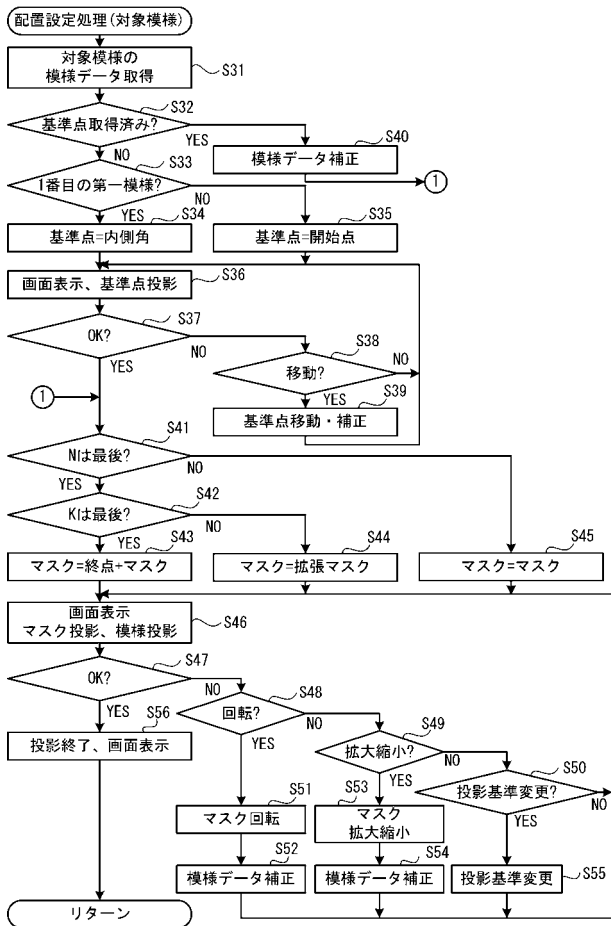 配置設定処理(対象模様)
対象模様の
模様データ取得
S31
基準点取得済み?
S32
YES
NO
模様データ補正
S40
①
1番目の第一模様?
S33
NO
YES
基準点=内側角
S34
基準点=開始点
S35
画面表示、基準点投影
S36
OK?
S37
NO
YES
移動?
S38
NO
YES
基準点移動・補正
S39
①
Nは最後?
S41
NO
YES
Kは最後?
S42
NO
YES
マスク=終点+マスク
S43
マスク=拡張マスク
S44
マスク=マスク
S45
画面表示
マスク投影、模様投影
S46
OK?
S47
NO
YES
回転?
S48
NO
YES
拡大縮小?
S49
NO
YES
投影基準変更?
S50
NO
YES
投影終了、画面表示
S56
マスク回転
S51
マスク
拡大縮小
S53
模様データ補正
S52
模様データ補正
S54
投影基準変更
S55
リターン